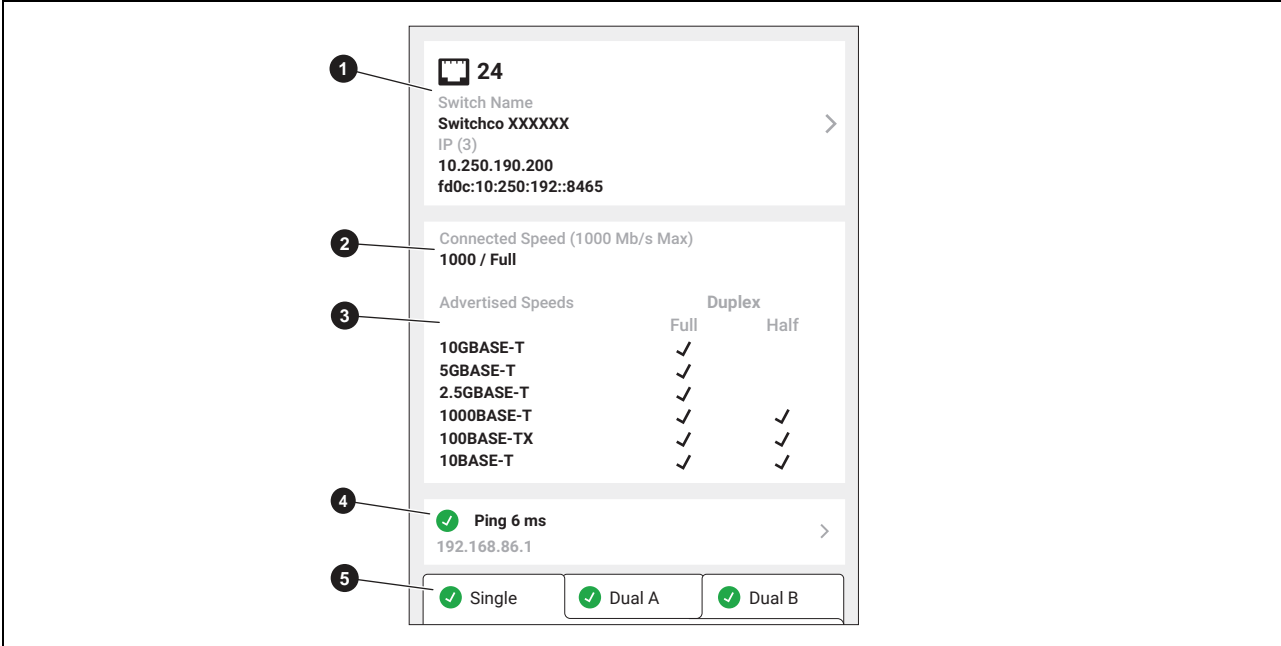 1
24
Switch Name
Switchco XXXXXX
IP (3)
10.250.190.200
fd0c:10:250:192::8465
2
Connected Speed (1000 Mb/s Max)
1000 / Full
3
Advertised Speeds Duplex
Full Half
10GBASE-T
5GBASE-T
2.5GBASE-T
1000BASE-T
100BASE-TX
10BASE-T
4
Ping 6 ms
192.168.86.1
5
Single Dual A Dual B